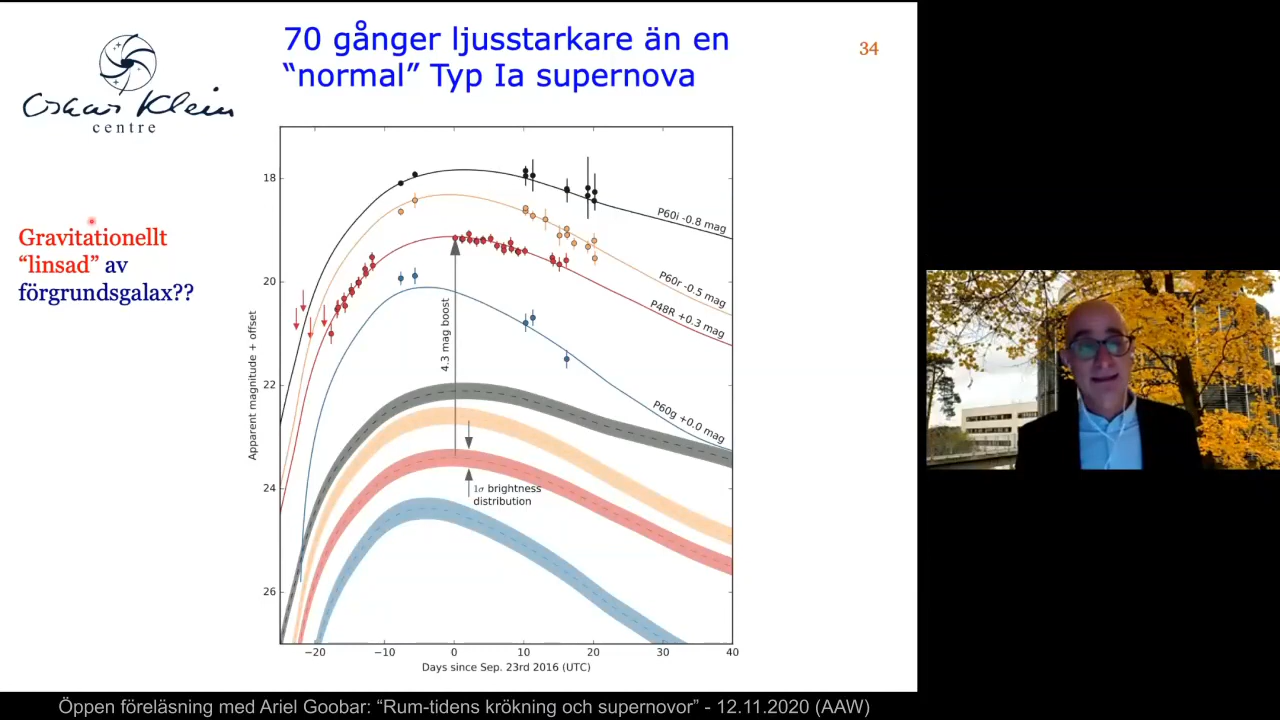 70 gånger ljusstarkare än en
“normal” Typ Ia supernova
34
Oskar Klein
centre
Gravitationellt
“linsad” av
förgrundsgalax??
Apparent magnitude + offset
18
20
22
24
26
P60i -0.8 mag
P60r -0.5 mag
P48R +0.3 mag
P60g +0.0 mag
4.3 mag boost
1σ brightness
distribution
−20
−10
0
10
20
30
40
Days since Sep. 23rd 2016 (UTC)
Öppen föreläsning med Ariel Goobar: “Rum-tidens krökning och supernovor” - 12.11.2020 (AAW)